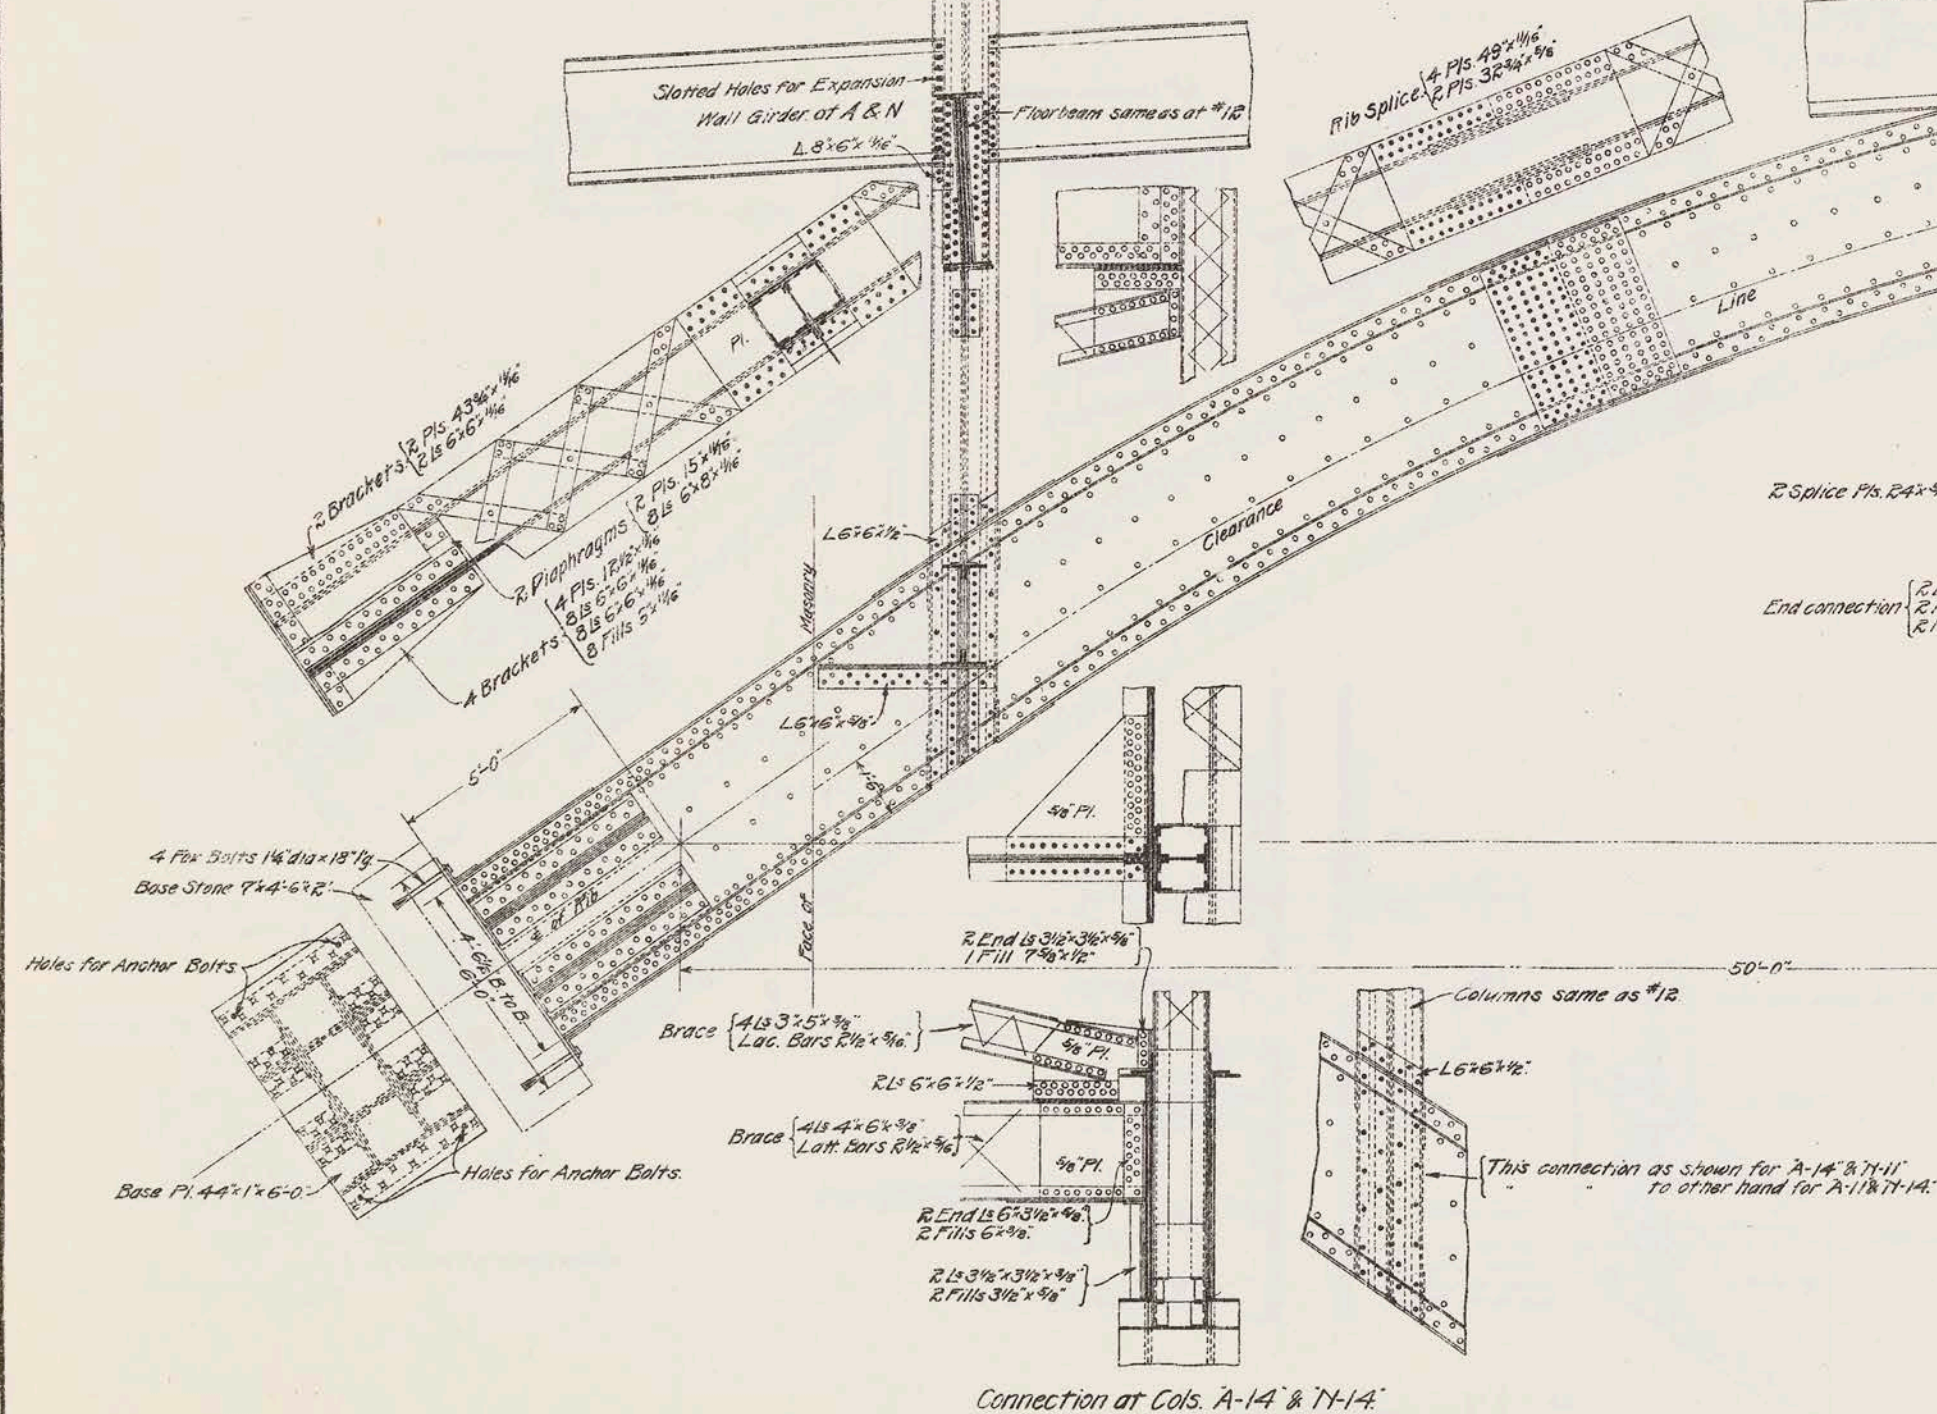 Slotted Holes for Expansion
Wall Girder of A & N
L 8"x6"x 11/16"
Floorbeam same as at #12
Rib Splice
4 Pls. 49"x 11/16"
2 Pls. 32 3/4"x 5/8"
Line
Pl.
2 Brackets
2 Ls 6"x6"x 11/16"
2 Diaphragms
2 Pls. 15"x 11/16"
8 Ls 6"x8"x 11/16"
4 Brackets
4 Pls. 12 1/2"x 11/16"
8 Ls 6"x6"x 11/16"
8 Ls 6"x6"x 11/16"
8 Fills 5"x 11/16"
L 6"x6"x 1/2"
Clearance
2 Splice Pls. 24"x
End connection
Masonry
Face of
L 6"x6"x 5/8"
5'-0"
1'-6"
5/8" Pl.
4 Fox Bolts 1 1/4" dia x 18" l'g.
Base Stone 7'x4'-6"x2'
℄ of Rib
4'-6 1/2" B. to B.
6'-0"
Holes for Anchor Bolts.
Holes for Anchor Bolts.
Base Pl. 44"x1"x6'-0"
2 End Ls 3 1/2"x3 1/2"x 5/8"
1 Fill 7 5/8"x 1/2"
50'-0"
Columns same as #12
Brace
4 Ls 3"x5"x 3/8"
Lac. Bars 2 1/2"x 5/16"
5/8" Pl.
2 Ls 6"x6"x 1/2"
L 6"x6"x 1/2"
Brace
4 Ls 4"x6"x 3/8"
Latt. Bars 2 1/2"x 5/16"
5/8" Pl.
This connection as shown for "A-14" & "N-11"
" " to other hand for "A-11" & "N-14."
2 End Ls 6"x3 1/2"x 5/8"
2 Fills 6"x 3/8"
2 Ls 3 1/2"x3 1/2"x 3/8"
2 Fills 3 1/2"x 5/8"
Connection at Cols. "A-14" & "N-14."